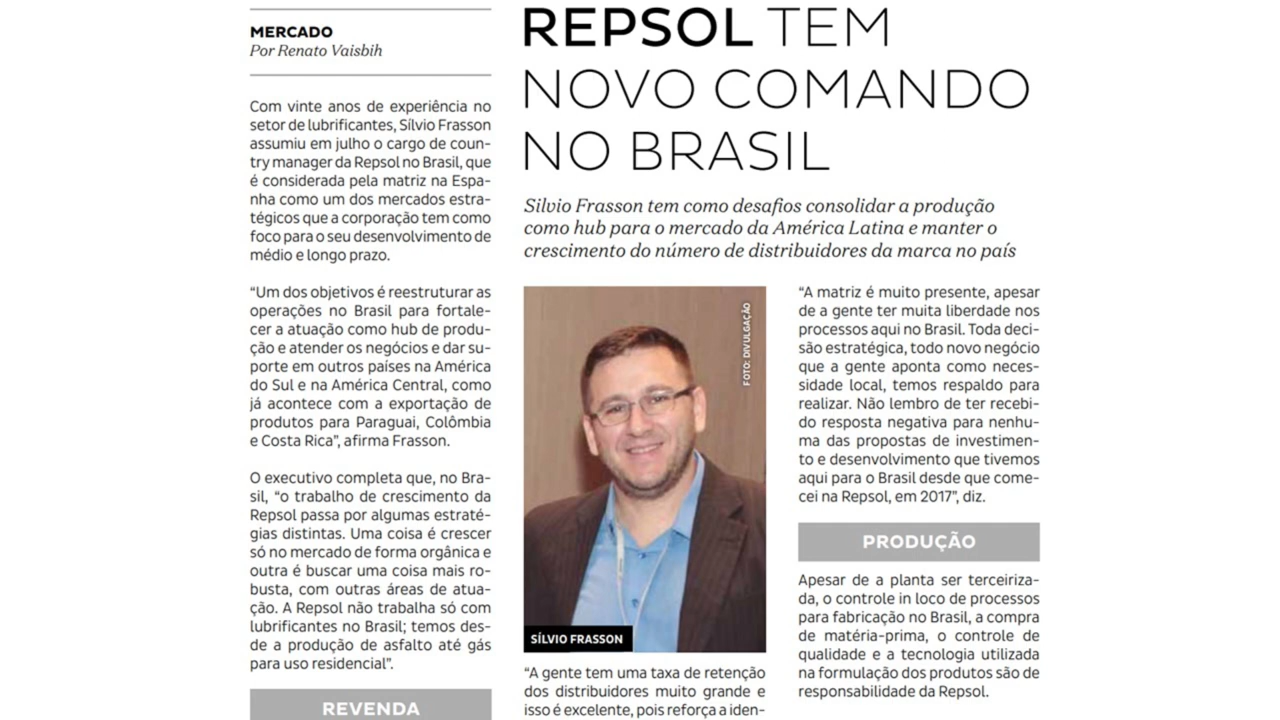 MERCADO
Por Renato Vaisbih
Com vinte anos de experiência no
setor de lubrificantes, Sílvio Frasson
assumiu em julho o cargo de coun-
try manager da Repsol no Brasil, que
é considerada pela matriz na Espa-
nha como um dos mercados estra-
tégicos que a corporação tem como
foco para o seu desenvolvimento de
médio e longo prazo.
“Um dos objetivos é reestruturar as
operações no Brasil para fortale-
cer a atuação como hub de produ-
ção e atender os negócios e dar su-
porte em outros países na América
do Sul e na América Central, como
já acontece com a exportação de
produtos para Paraguai, Colômbia
e Costa Rica”, afirma Frasson.
O executivo completa que, no Bra-
sil, “o trabalho de crescimento da
Repsol passa por algumas estraté-
gias distintas. Uma coisa é crescer
só no mercado de forma orgânica e
outra é buscar uma coisa mais ro-
busta, com outras áreas de atua-
ção. A Repsol não trabalha só com
lubrificantes no Brasil; temos des-
de a produção de asfalto até gás
para uso residencial”.
REVENDA
REPSOL TEM
NOVO COMANDO
NO BRASIL
Silvio Frasson tem como desafios consolidar a produção
como hub para o mercado da América Latina e manter o
crescimento do número de distribuidores da marca no país
FOTO: DIVULGAÇÃO
SÍLVIO FRASSON
“A gente tem uma taxa de retenção
dos distribuidores muito grande e
isso é excelente, pois reforça a iden-
“A matriz é muito presente, apesar
de a gente ter muita liberdade nos
processos aqui no Brasil. Toda deci-
são estratégica, todo novo negócio
que a gente aponta como neces-
sidade local, temos respaldo para
realizar. Não lembro de ter recebi-
do resposta negativa para nenhu-
ma das propostas de investimen-
to e desenvolvimento que tivemos
aqui para o Brasil desde que come-
cei na Repsol, em 2017”, diz.
PRODUÇÃO
Apesar de a planta ser terceiriza-
da, o controle in loco de processos
para fabricação no Brasil, a compra
de matéria-prima, o controle de
qualidade e a tecnologia utilizada
na formulação dos produtos são de
responsabilidade da Repsol.